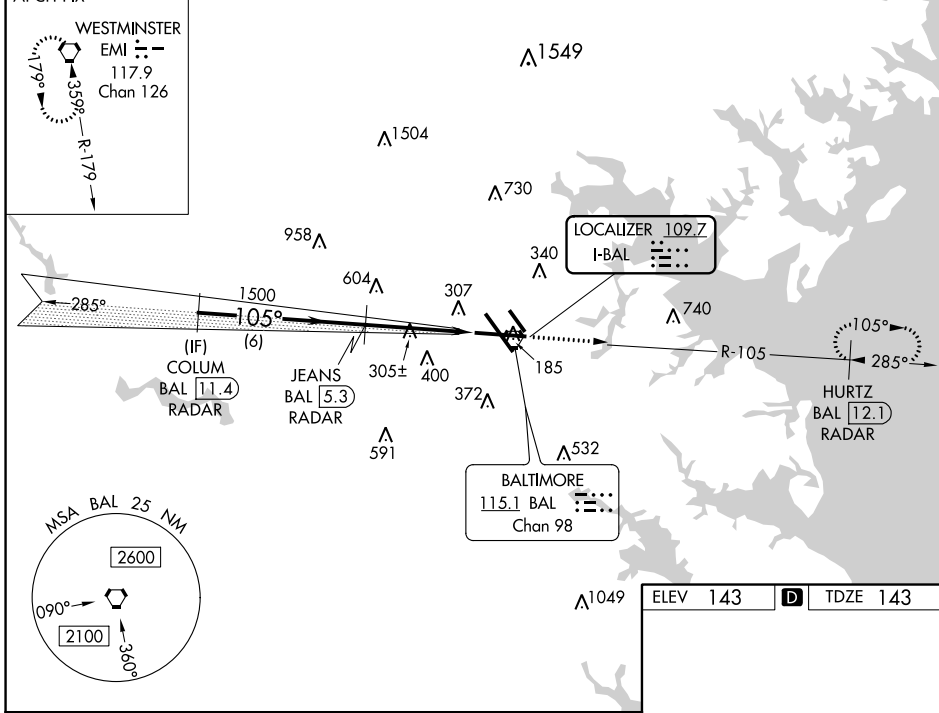 WESTMINSTER
EMI
117.9
Chan 126
179°
359°
R-179
1549
1504
730
958
LOCALIZER 109.7
I-BAL
340
604
307
740
285°
1500
105°
(6)
(IF)
COLUM
BAL 11.4
RADAR
JEANS
BAL 5.3
RADAR
305±
400
372
185
R-105
105°
285°
HURTZ
BAL 12.1
RADAR
591
532
BALTIMORE
115.1 BAL
Chan 98
MSA BAL 25 NM
2600
090°
2100
360°
1049
ELEV 143 D TDZE 143